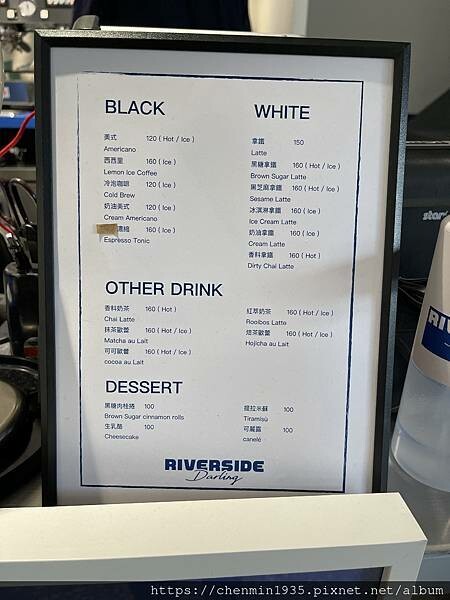 BLACK
美式 120 ( Hot / Ice )
Americano
西西里 160 ( Ice )
Lemon Ice Coffee
冷泡咖啡 120 ( Ice )
Cold Brew
奶油美式 120 ( Ice )
Cream Americano
濃縮 160 ( Ice )
Espresso Tonic
WHITE
拿鐵 150
Latte
黑糖拿鐵 160 ( Hot / Ice )
Brown Sugar Latte
黑芝麻拿鐵 160 ( Hot / Ice )
Sesame Latte
冰淇淋拿鐵 160 ( Ice )
Ice Cream Latte
奶油拿鐵 160 ( Ice )
Cream Latte
香料拿鐵 160 ( Hot )
Dirty Chai Latte
OTHER DRINK
香料奶茶 160 ( Hot )
Chai Latte
抹茶歐蕾 160 ( Hot / Ice )
Matcha au Lait
可可歐蕾 160 ( Hot / Ice )
cocoa au Lait
紅萃奶茶 160 ( Hot / Ice )
Rooibos Latte
焙茶歐蕾 160 ( Hot / Ice )
Hojicha au Lait
DESSERT
黑糖肉桂捲 100
Brown Sugar cinnamon rolls
生乳酪 100
Cheesecake
提拉米蘇 100
Tiramisù
可麗露 100
canelé
RIVERSIDE
Darling
https://chenmin1935.pixnet.net/album